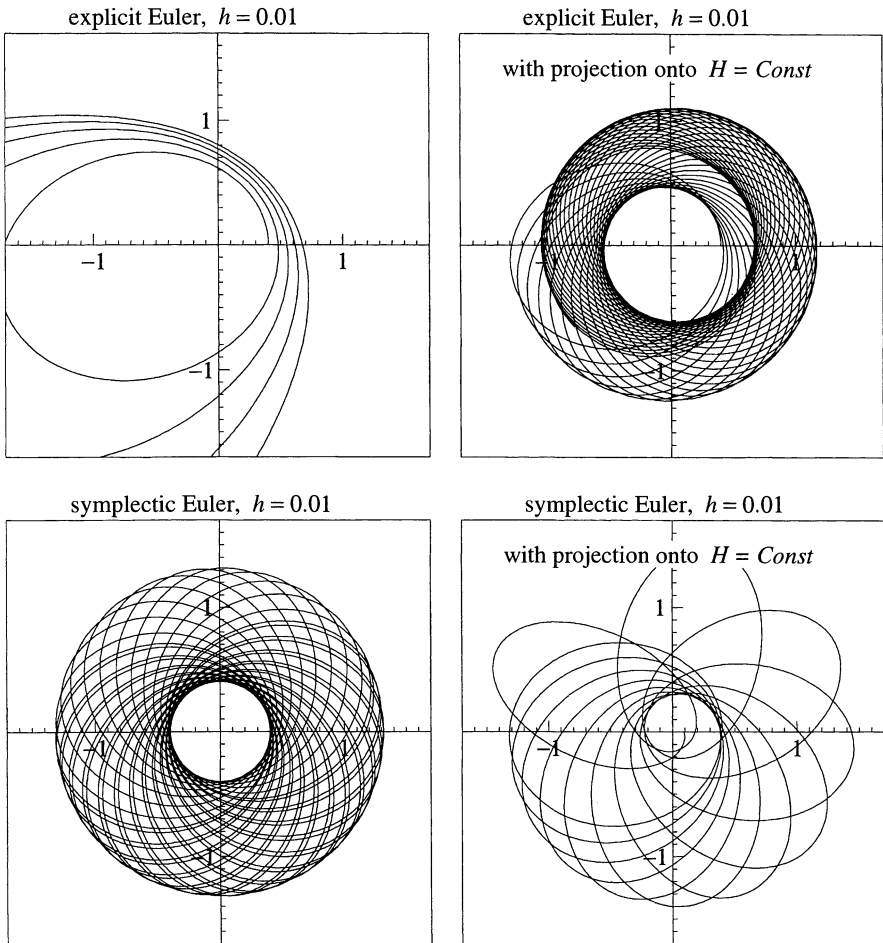 explicit Euler, h = 0.01
1
−1
1
−1
explicit Euler, h = 0.01
with projection onto H = Const
1
−1
1
−1
symplectic Euler, h = 0.01
1
−1
1
−1
symplectic Euler, h = 0.01
with projection onto H = Const
1
−1
1
−1